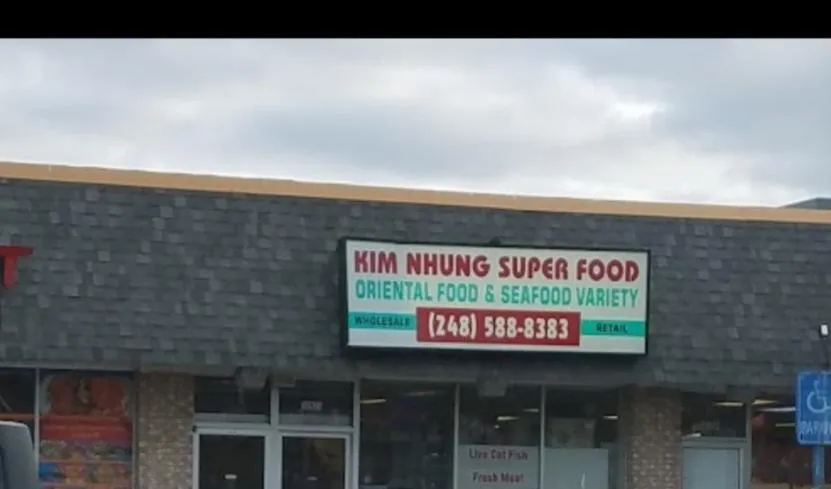 KIM NHUNG SUPER FOOD
ORIENTAL FOOD & SEAFOOD VARIETY
WHOLESALE (248) 588-8383 RETAIL
Live Cat Fish
Fresh Meat